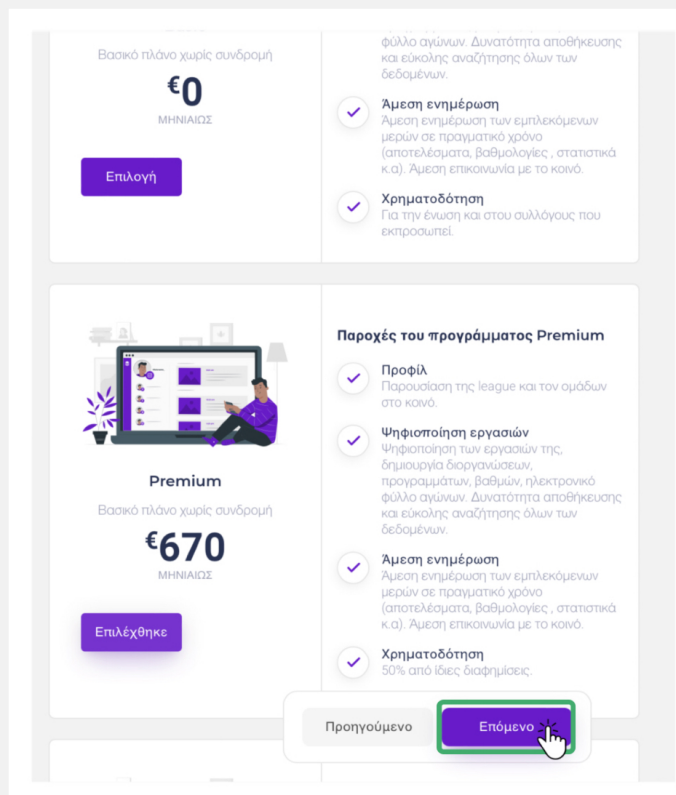 Βασικό πλάνο χωρίς συνδρομή
€0
ΜΗΝΙΑΙΩΣ
Επιλογή
φύλλο αγώνων. Δυνατότητα αποθήκευσης
και εύκολης αναζήτησης όλων των
δεδομένων.
Άμεση ενημέρωση
Άμεση ενημέρωση των εμπλεκόμενων
μερών σε πραγματικό χρόνο
(αποτελέσματα, βαθμολογίες , στατιστικά
κ.α). Άμεση επικοινωνία με το κοινό.
Χρηματοδότηση
Για την ένωση και στου συλλόγους που
εκπροσωπεί.
Premium
Βασικό πλάνο χωρίς συνδρομή
€670
ΜΗΝΙΑΙΩΣ
Επιλέχθηκε
Παροχές του προγράμματος Premium
Προφίλ
Παρουσίαση της league και τον ομάδων
στο κοινό.
Ψηφιοποίηση εργασιών
Ψηφιοποίηση των εργασιών της,
δημιουργία διοργανώσεων,
προγραμμάτων, βαθμών, ηλεκτρονικό
φύλλο αγώνων. Δυνατότητα αποθήκευσης
και εύκολης αναζήτησης όλων των
δεδομένων.
Άμεση ενημέρωση
Άμεση ενημέρωση των εμπλεκόμενων
μερών σε πραγματικό χρόνο
(αποτελέσματα, βαθμολογίες , στατιστικά
κ.α). Άμεση επικοινωνία με το κοινό.
Χρηματοδότηση
50% από ίδιες διαφημίσεις.
Προηγούμενο
Επόμενο